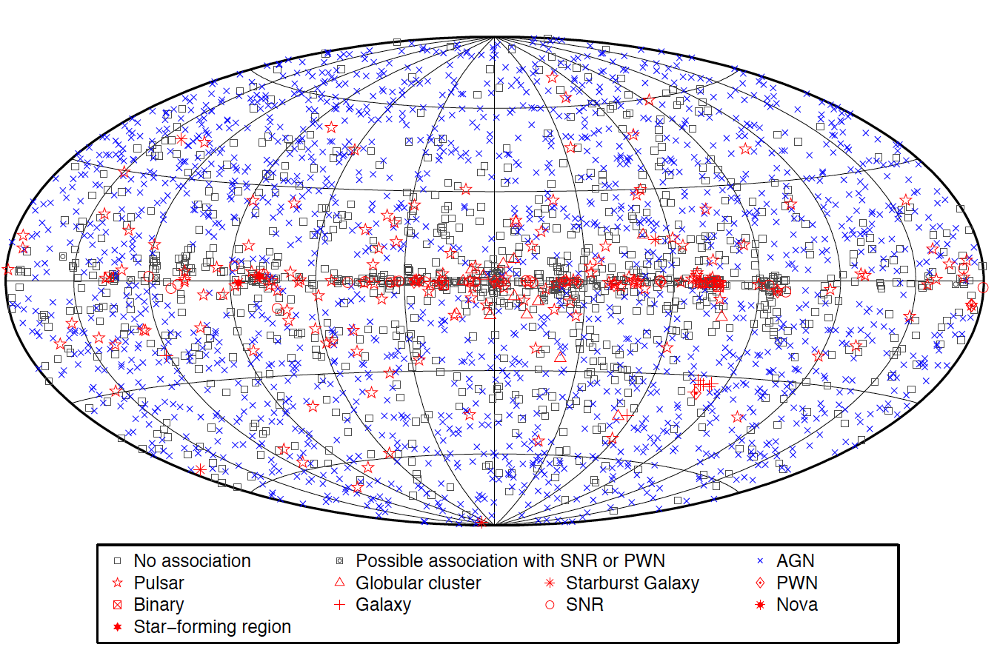 No association Possible association with SNR or PWN AGN
Pulsar Globular cluster Starburst Galaxy PWN
Binary Galaxy SNR Nova
Star−forming region